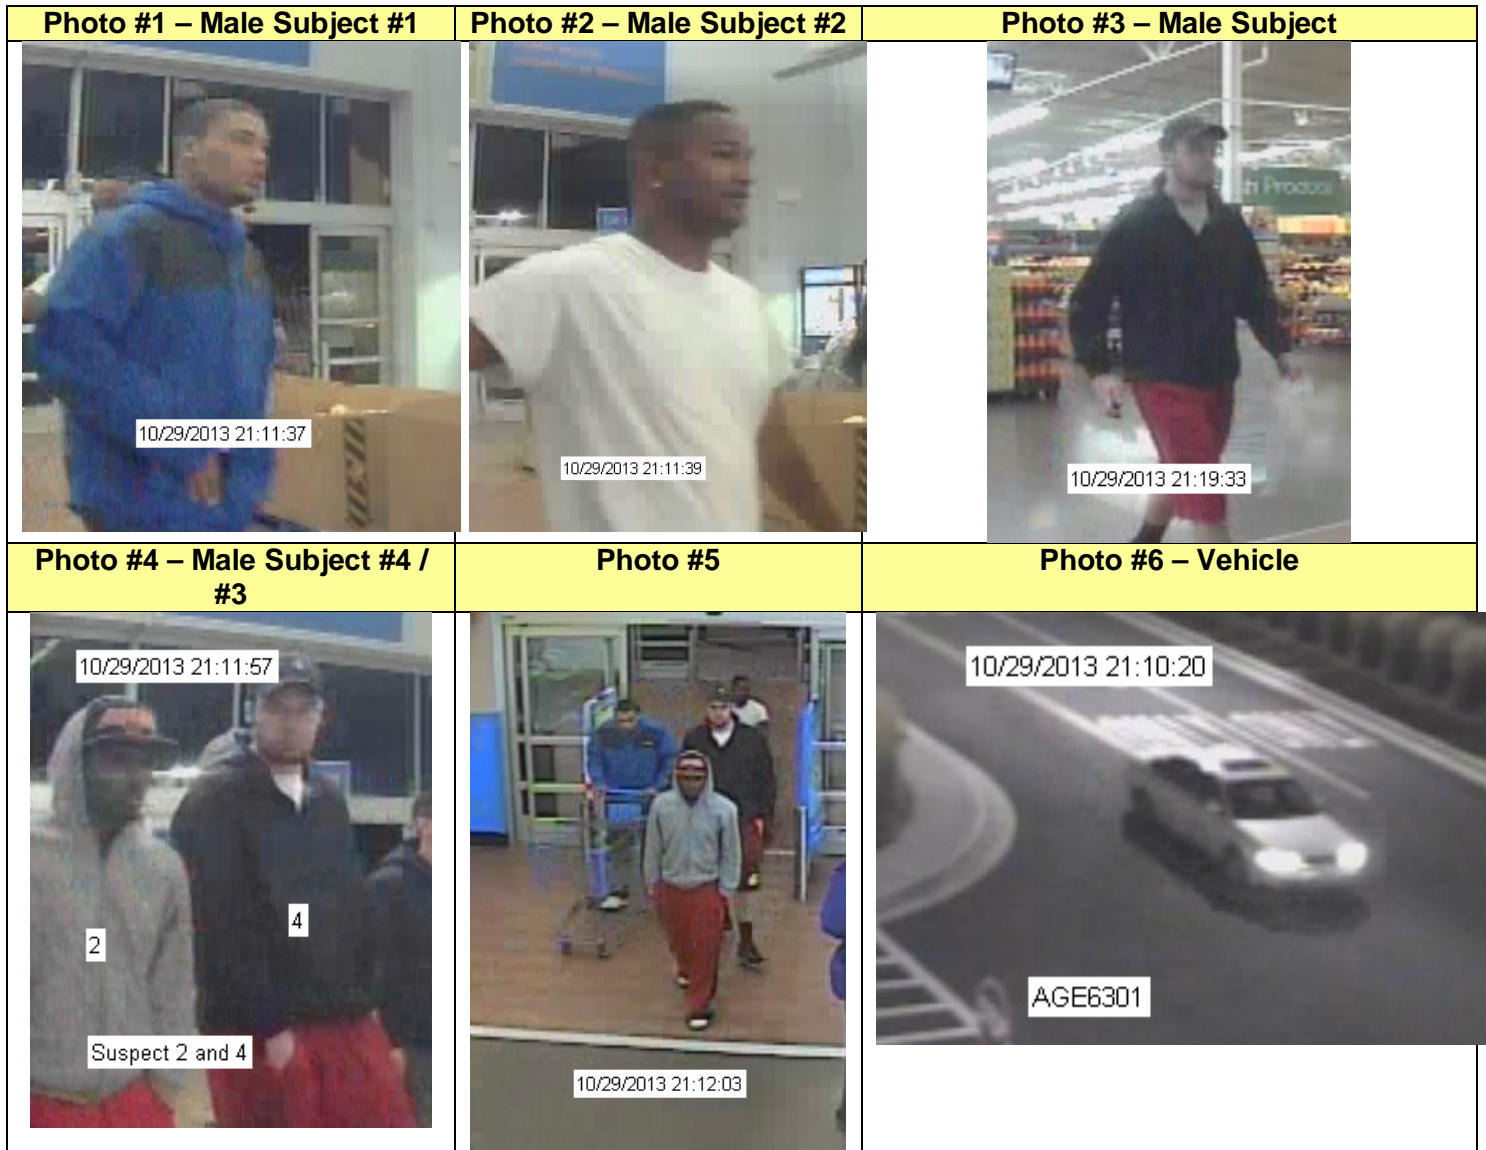 Photo #1 – Male Subject #1
Photo #2 – Male Subject #2
Photo #3 – Male Subject
10/29/2013 21:11:37
10/29/2013 21:11:39
Produce
10/29/2013 21:19:33
Photo #4 – Male Subject #4 /
#3
Photo #5
Photo #6 – Vehicle
10/29/2013 21:11:57
2
4
Suspect 2 and 4
10/29/2013 21:12:03
10/29/2013 21:10:20
AGE6301